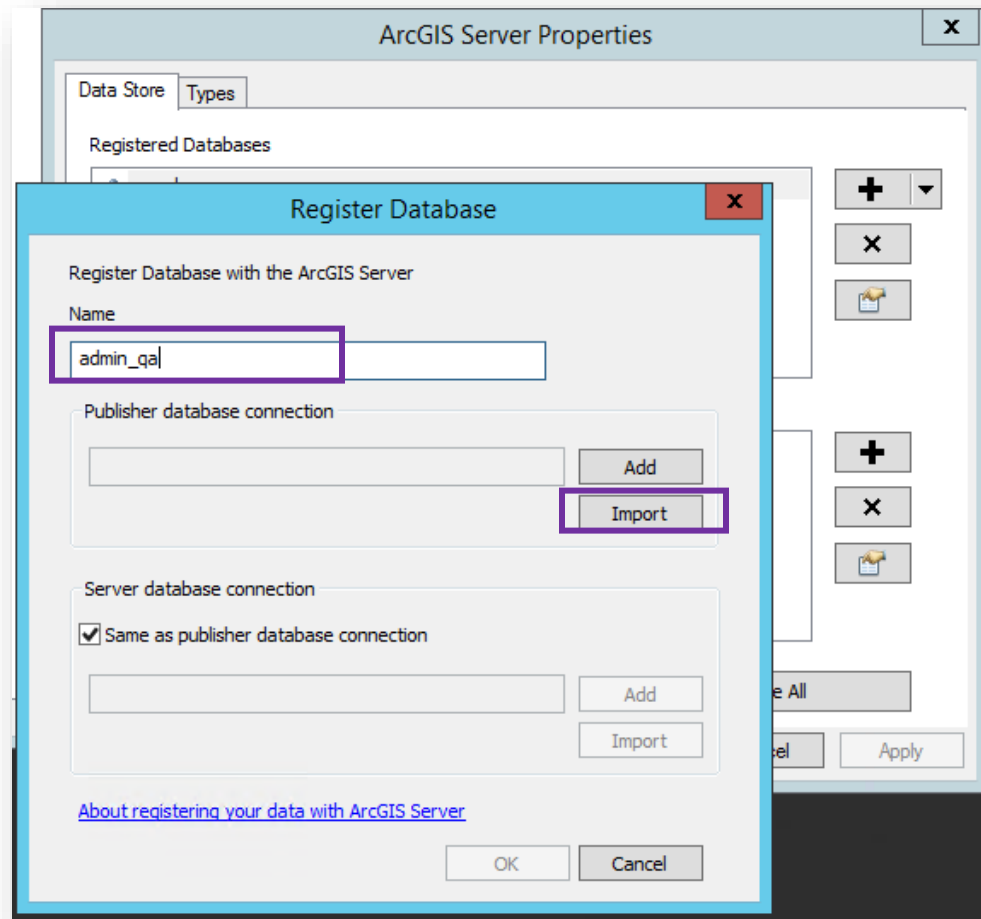 ArcGIS Server Properties
x
Data Store
Types
Registered Databases
Register Database
x
Register Database with the ArcGIS Server
Name
admin_qa
Publisher database connection
Add
Import
Server database connection
Same as publisher database connection
Add
Import
e All
cel
Apply
About registering your data with ArcGIS Server
OK
Cancel